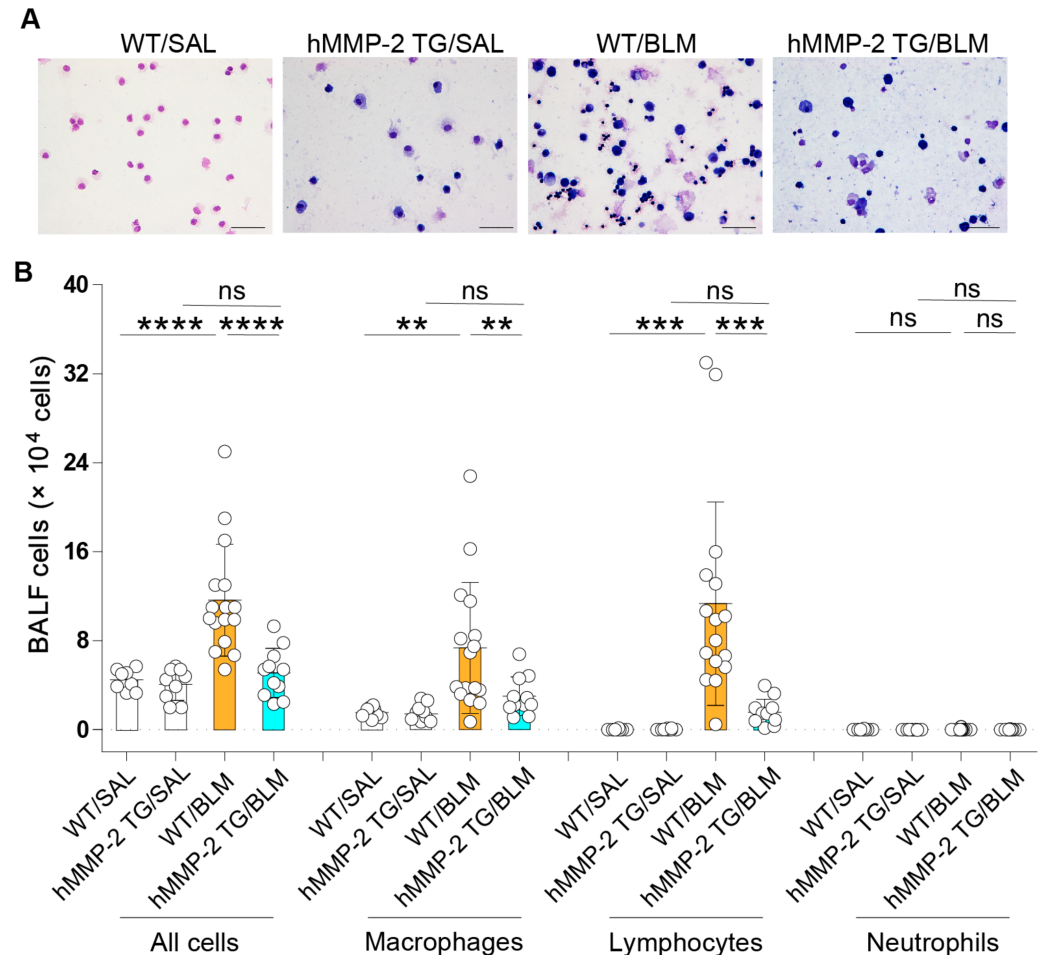 A
WT/SAL hMMP-2 TG/SAL WT/BLM hMMP-2 TG/BLM
B
BALF cells (× 10⁴ cells)
40
32
24
16
8
0
ns ns ns ns
**** **** ** ** *** *** ns ns
WT/SAL hMMP-2 TG/SAL WT/BLM hMMP-2 TG/BLM WT/SAL hMMP-2 TG/SAL WT/BLM hMMP-2 TG/BLM WT/SAL hMMP-2 TG/SAL WT/BLM hMMP-2 TG/BLM WT/SAL hMMP-2 TG/SAL WT/BLM hMMP-2 TG/BLM
All cells Macrophages Lymphocytes Neutrophils